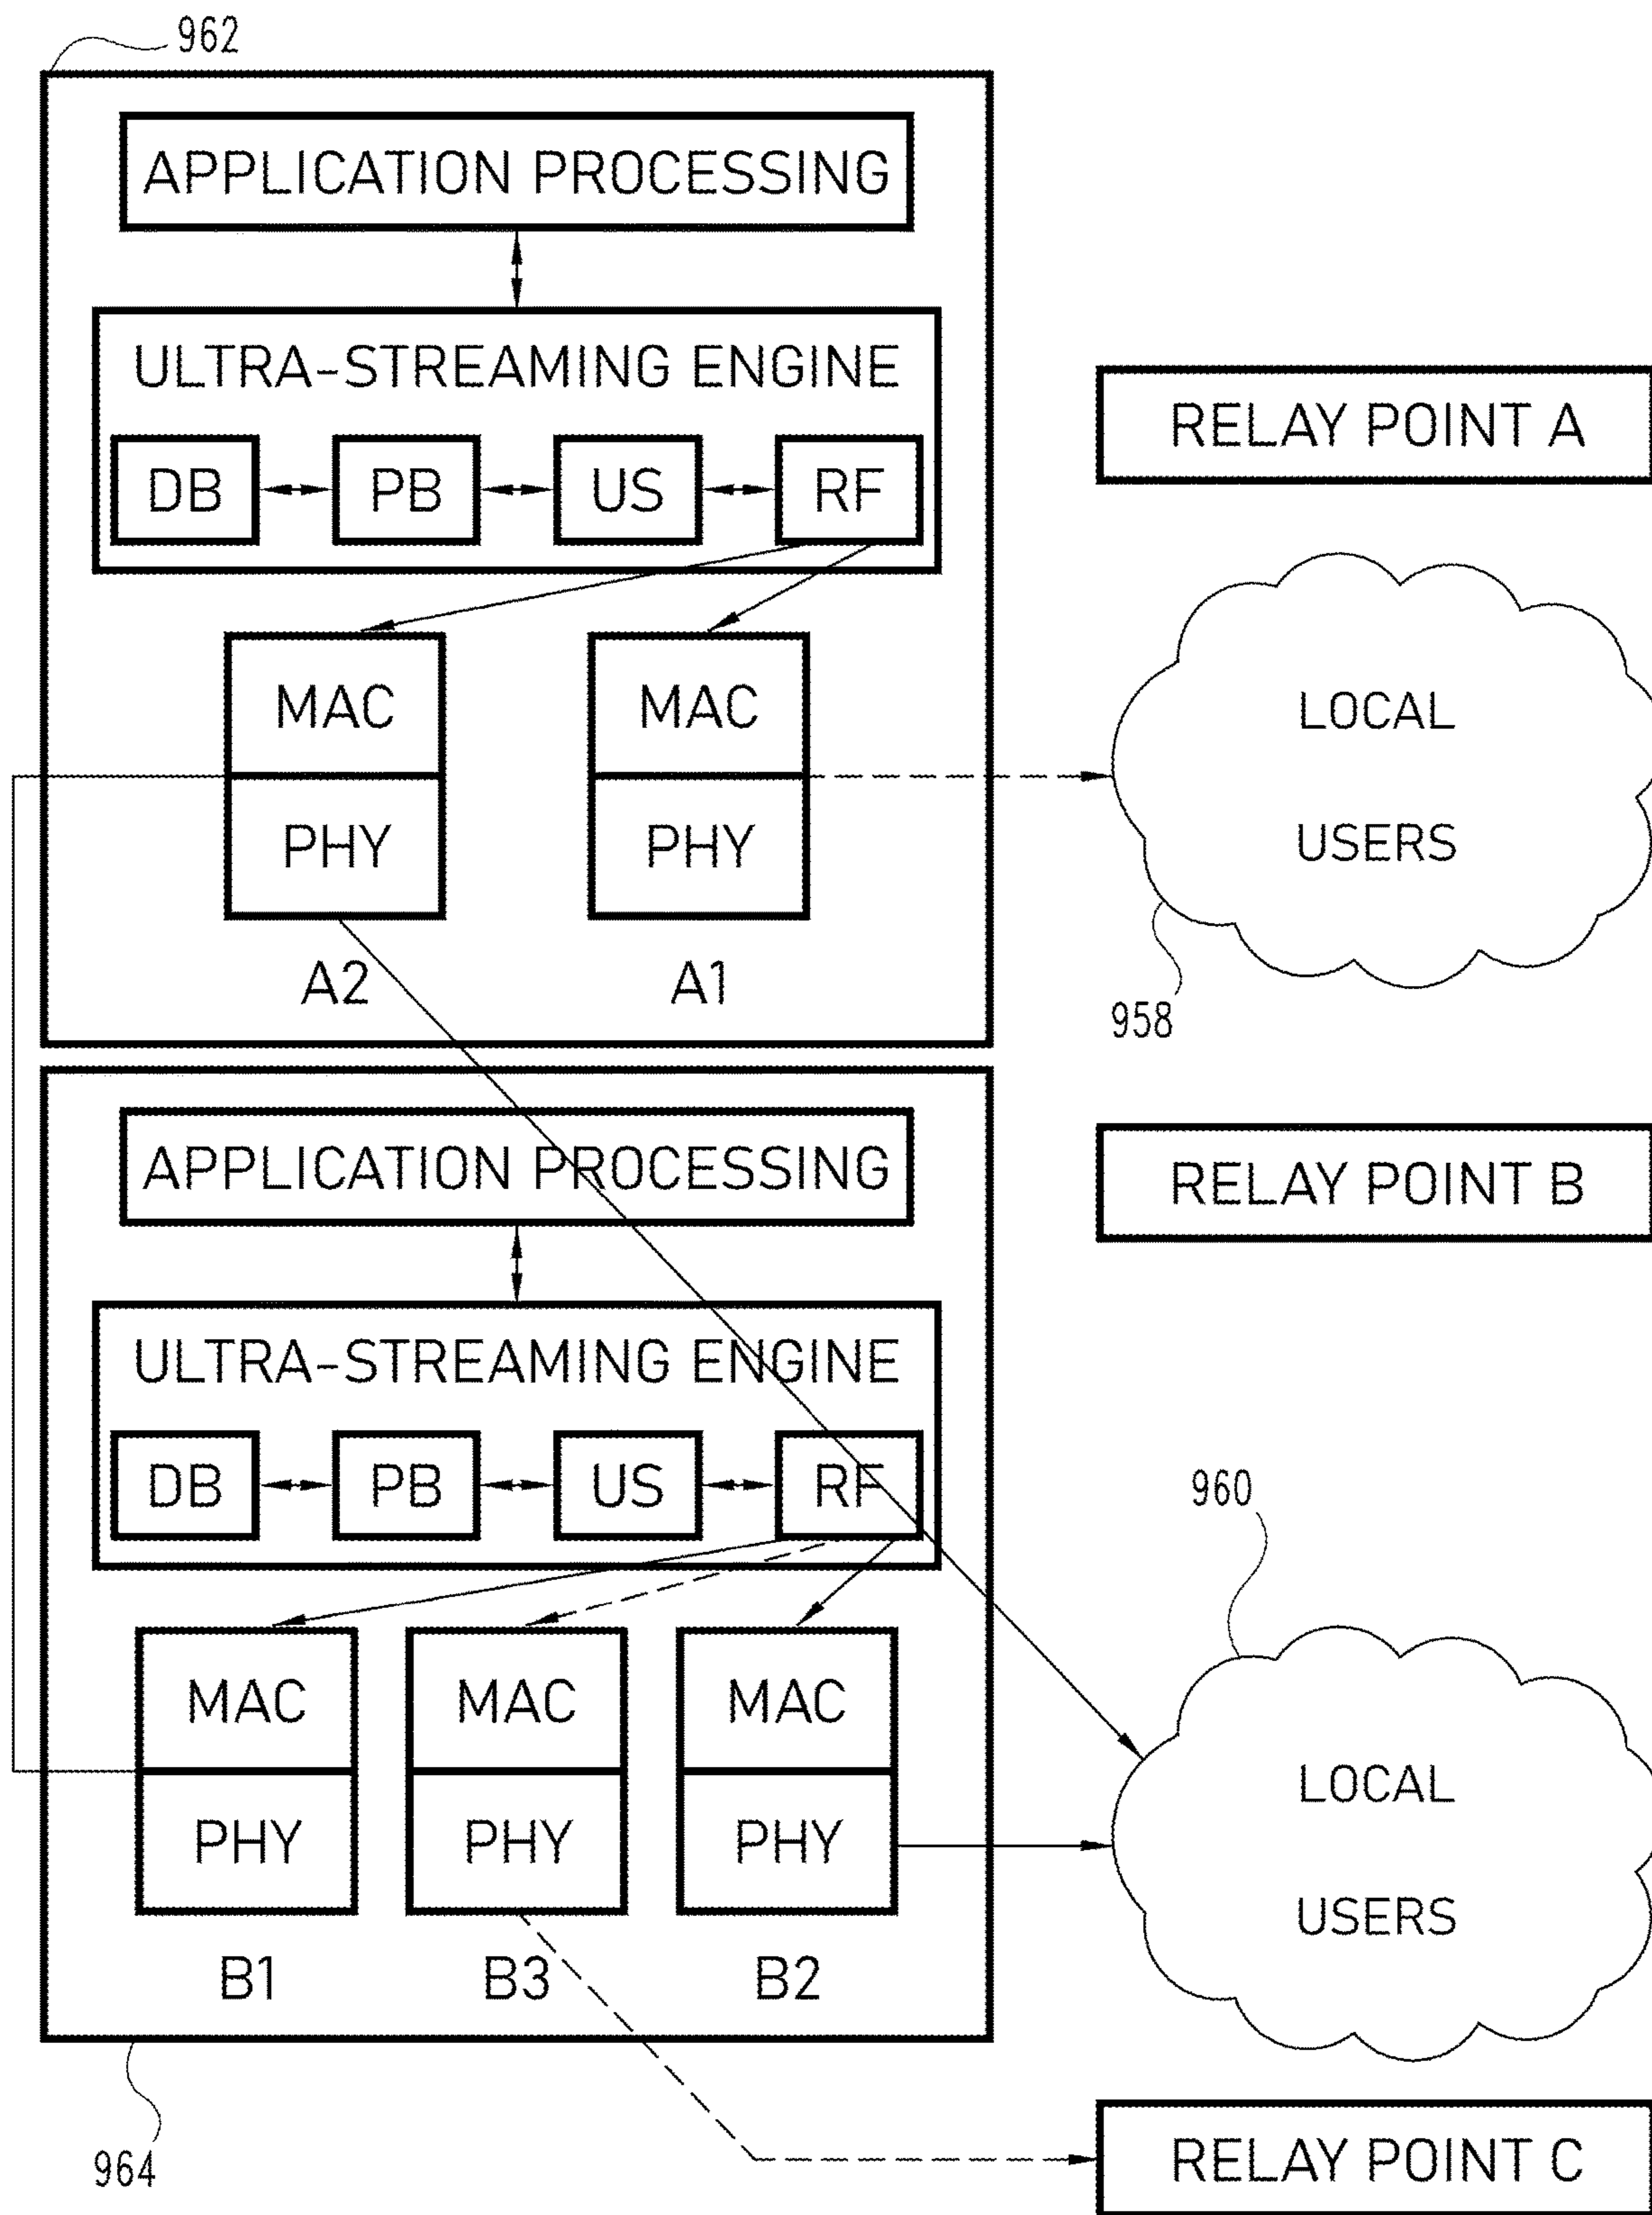 962
APPLICATION PROCESSING
ULTRA-STREAMING ENGINE
DB PB US RF
RELAY POINT A
MAC MAC
PHY PHY
A2 A1
LOCAL
USERS
958
APPLICATION PROCESSING
RELAY POINT B
ULTRA-STREAMING ENGINE
DB PB US RF
960
MAC MAC MAC
PHY PHY PHY
B1 B3 B2
LOCAL
USERS
964
RELAY POINT C